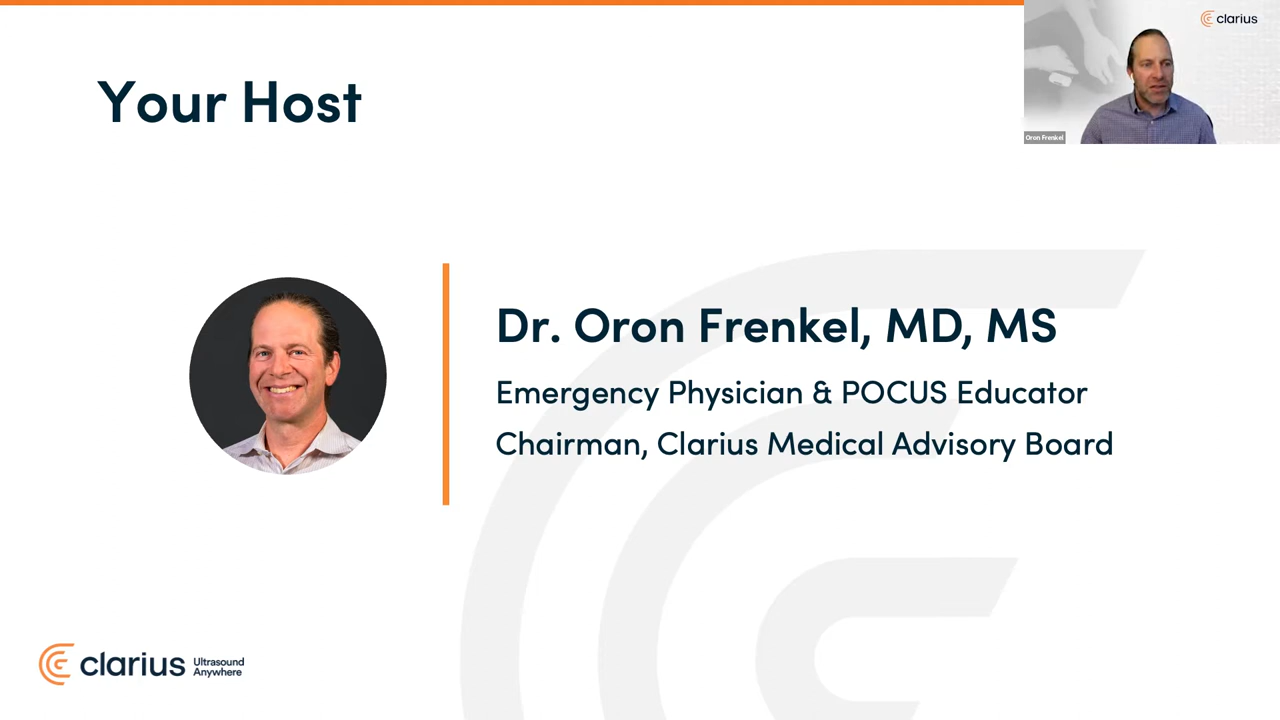 Your Host
clarius
Oron Frenkel
Dr. Oron Frenkel, MD, MS
Emergency Physician & POCUS Educator
Chairman, Clarius Medical Advisory Board
clarius Ultrasound
Anywhere